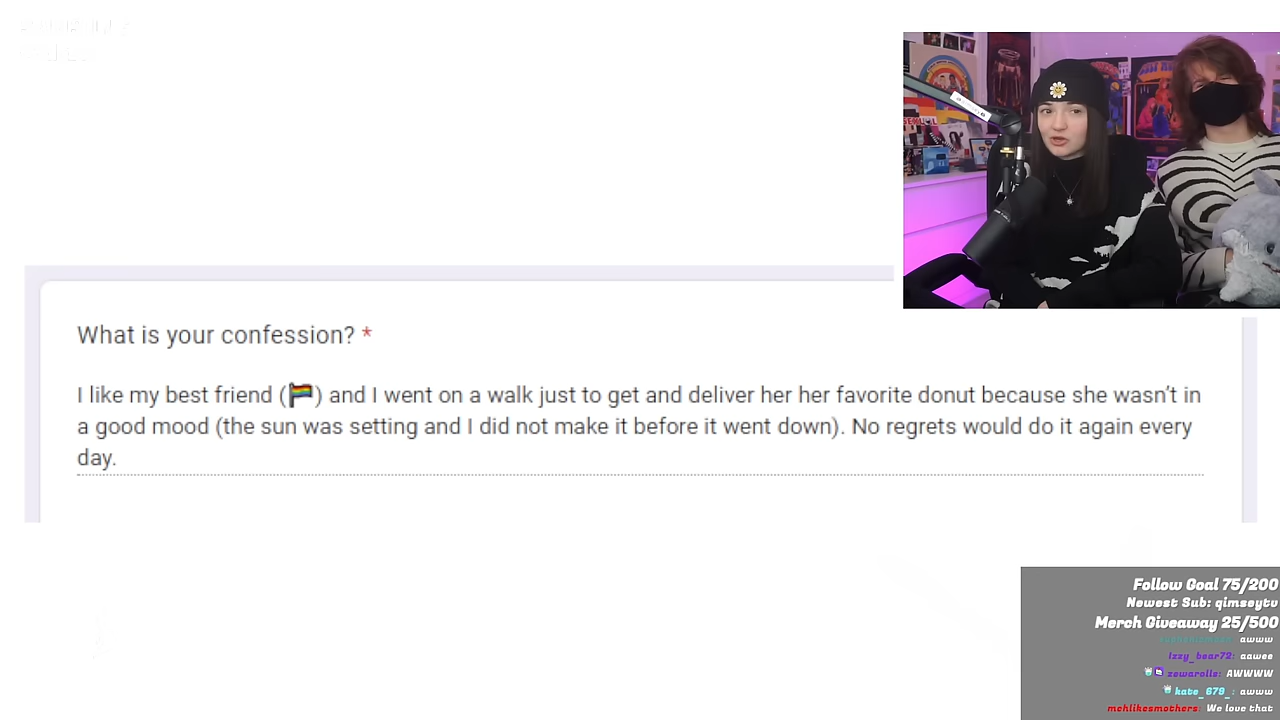 What is your confession? *
I like my best friend (🏳️‍🌈) and I went on a walk just to get and deliver her her favorite donut because she wasn't in
a good mood (the sun was setting and I did not make it before it went down). No regrets would do it again every
day.
Follow Goal 75/200
Newest Sub: qimseytv
Merch Giveaway 25/500
awww
Izzy_bear72: aawee
zowarolls: AWWWW
kate_679_: awww
mehlikesmothers: We love that